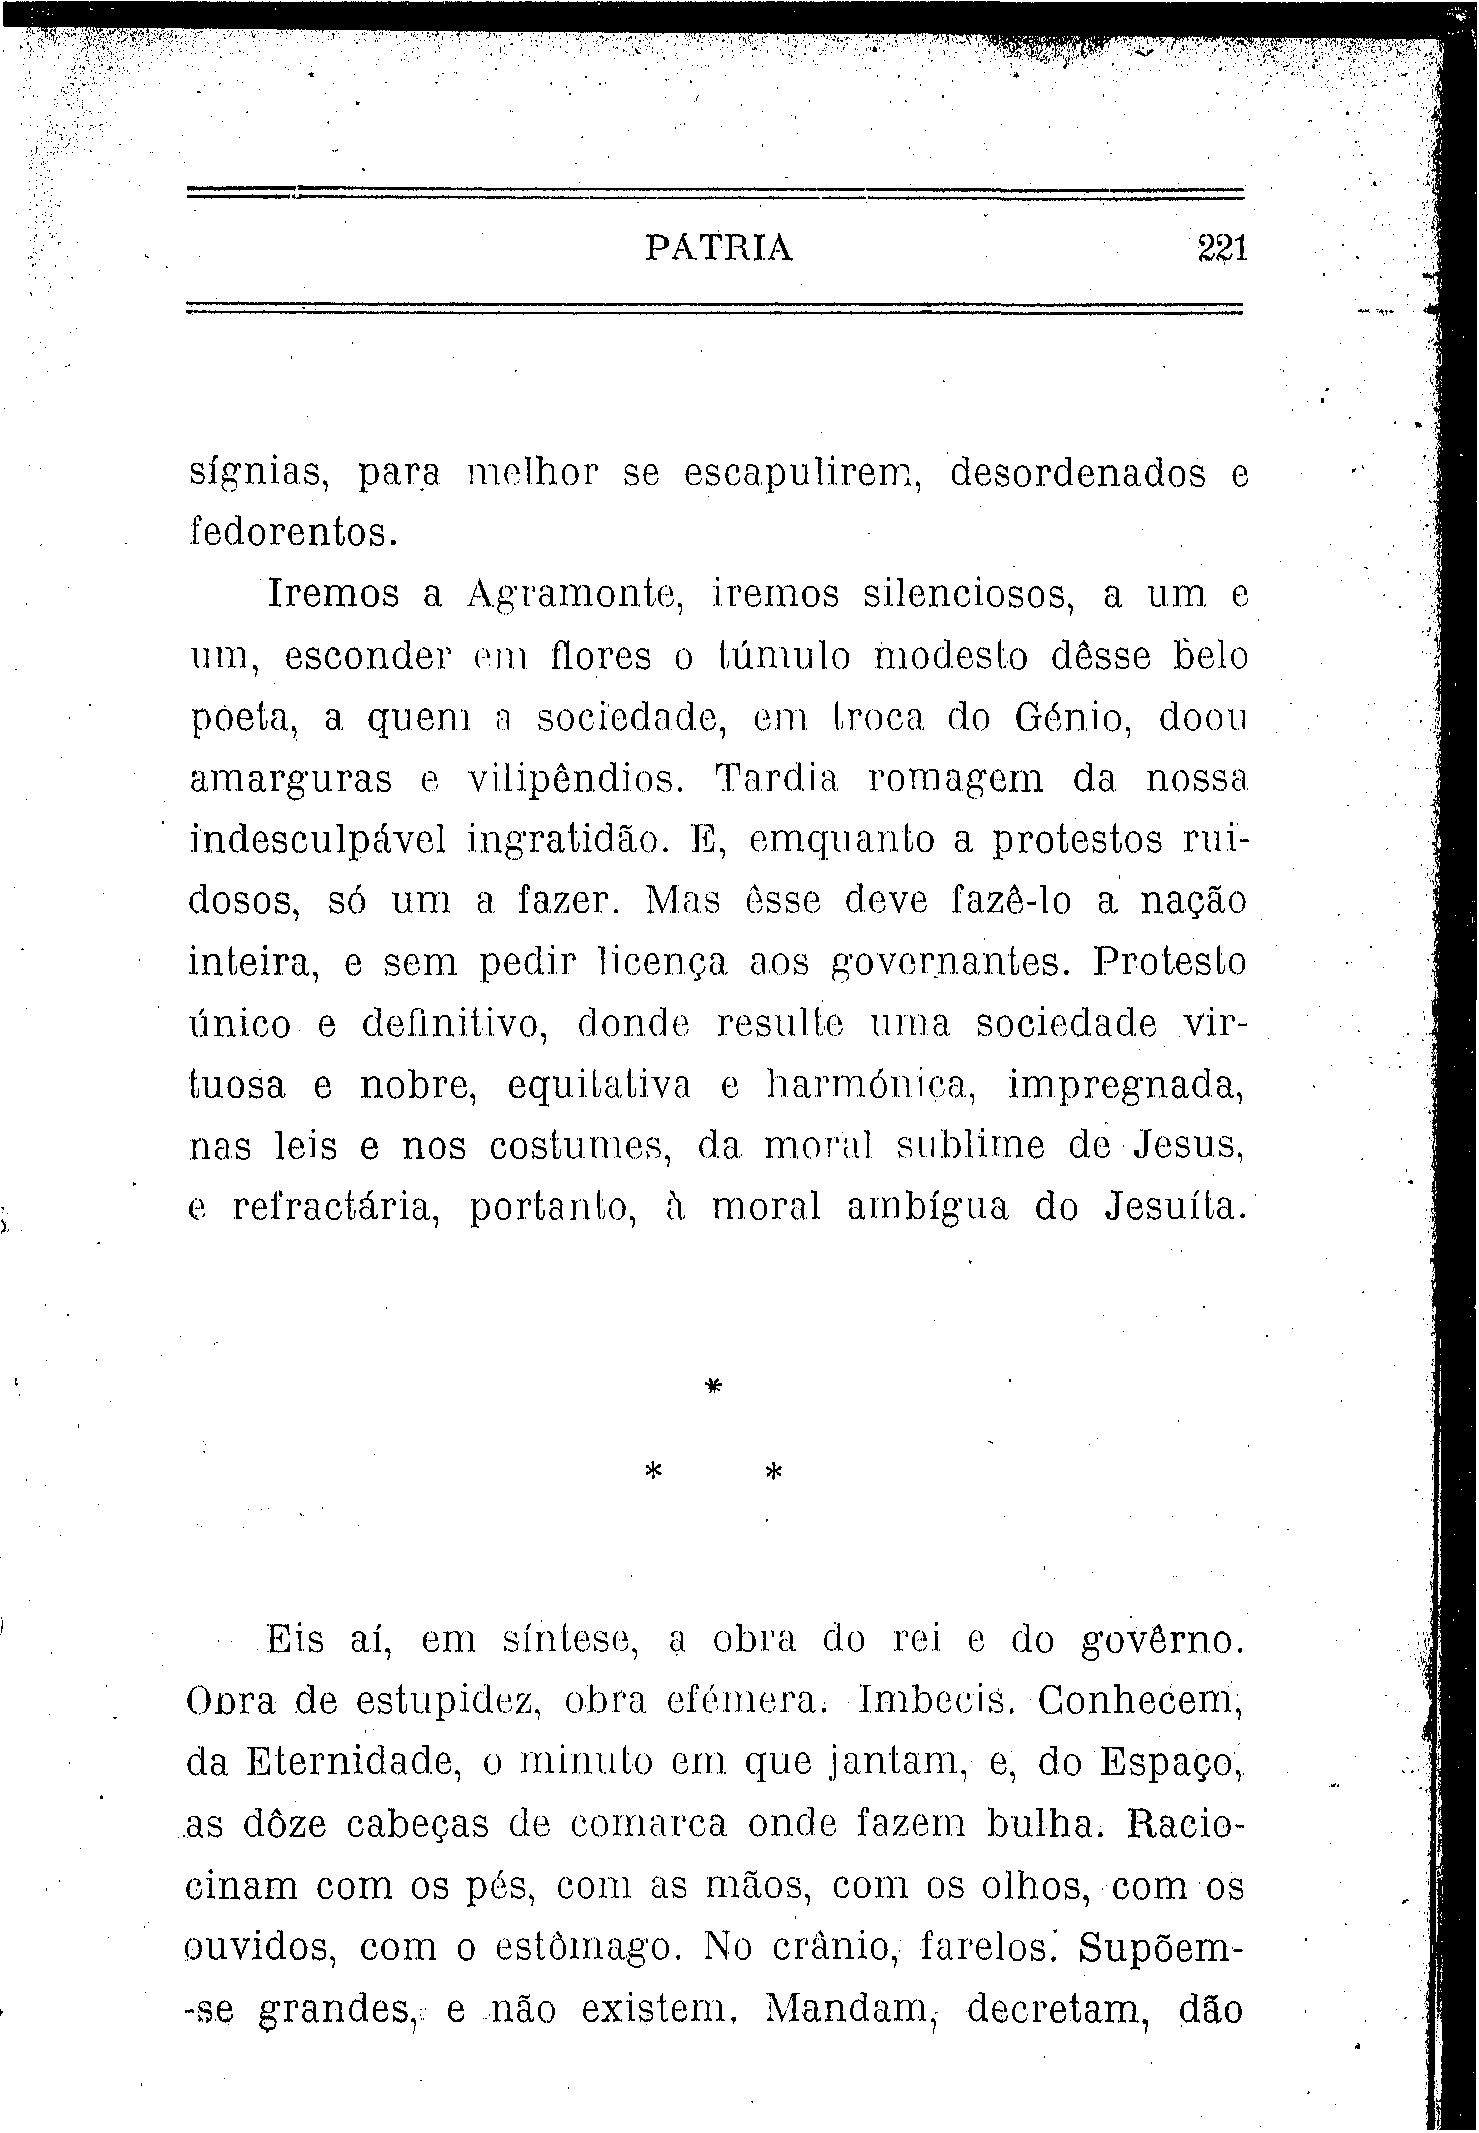 PÁTRIA 221
sígnias, para melhor se escapulirem, desordenados e
fedorentos.
Iremos a Agramonte, iremos silenciosos, a um e
um, esconder em flores o túmulo modesto dêsse belo
poeta, a quem a sociedade, em troca do Génio, doou
amarguras e vilipêndios. Tardia romagem da nossa
indesculpável ingratidão. E, emquanto a protestos rui-
dosos, só um a fazer. Mas êsse deve fazê-lo a nação
inteira, e sem pedir licença aos governantes. Protesto
único e definitivo, donde resulte uma sociedade vir-
tuosa e nobre, equitativa e harmónica, impregnada,
nas leis e nos costumes, da moral sublime de Jesus,
e refractária, portanto, à moral ambígua do Jesuíta.
*
* *
Eis aí, em síntese, a obra do rei e do govêrno.
Obra de estupidez, obra efémera. Imbecis. Conhecem,
da Eternidade, o minuto em que jantam, e, do Espaço,
as dôze cabeças de comarca onde fazem bulha. Racio-
cinam com os pés, com as mãos, com os olhos, com os
ouvidos, com o estômago. No crânio, farelos. Supõem-
-se grandes, e não existem. Mandam, decretam, dão